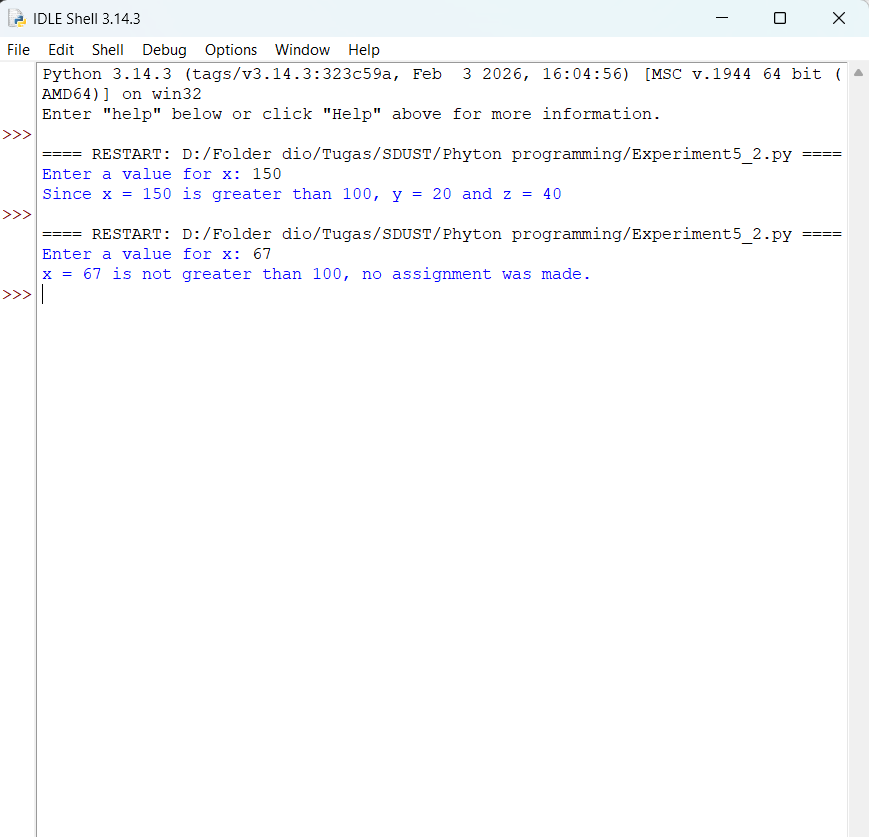 IDLE Shell 3.14.3
File Edit Shell Debug Options Window Help
Python 3.14.3 (tags/v3.14.3:323c59a, Feb  3 2026, 16:04:56) [MSC v.1944 64 bit (
AMD64)] on win32
Enter "help" below or click "Help" above for more information.
>>>
==== RESTART: D:/Folder dio/Tugas/SDUST/Phyton programming/Experiment5_2.py ====
Enter a value for x: 150
Since x = 150 is greater than 100, y = 20 and z = 40
>>>
==== RESTART: D:/Folder dio/Tugas/SDUST/Phyton programming/Experiment5_2.py ====
Enter a value for x: 67
x = 67 is not greater than 100, no assignment was made.
>>>